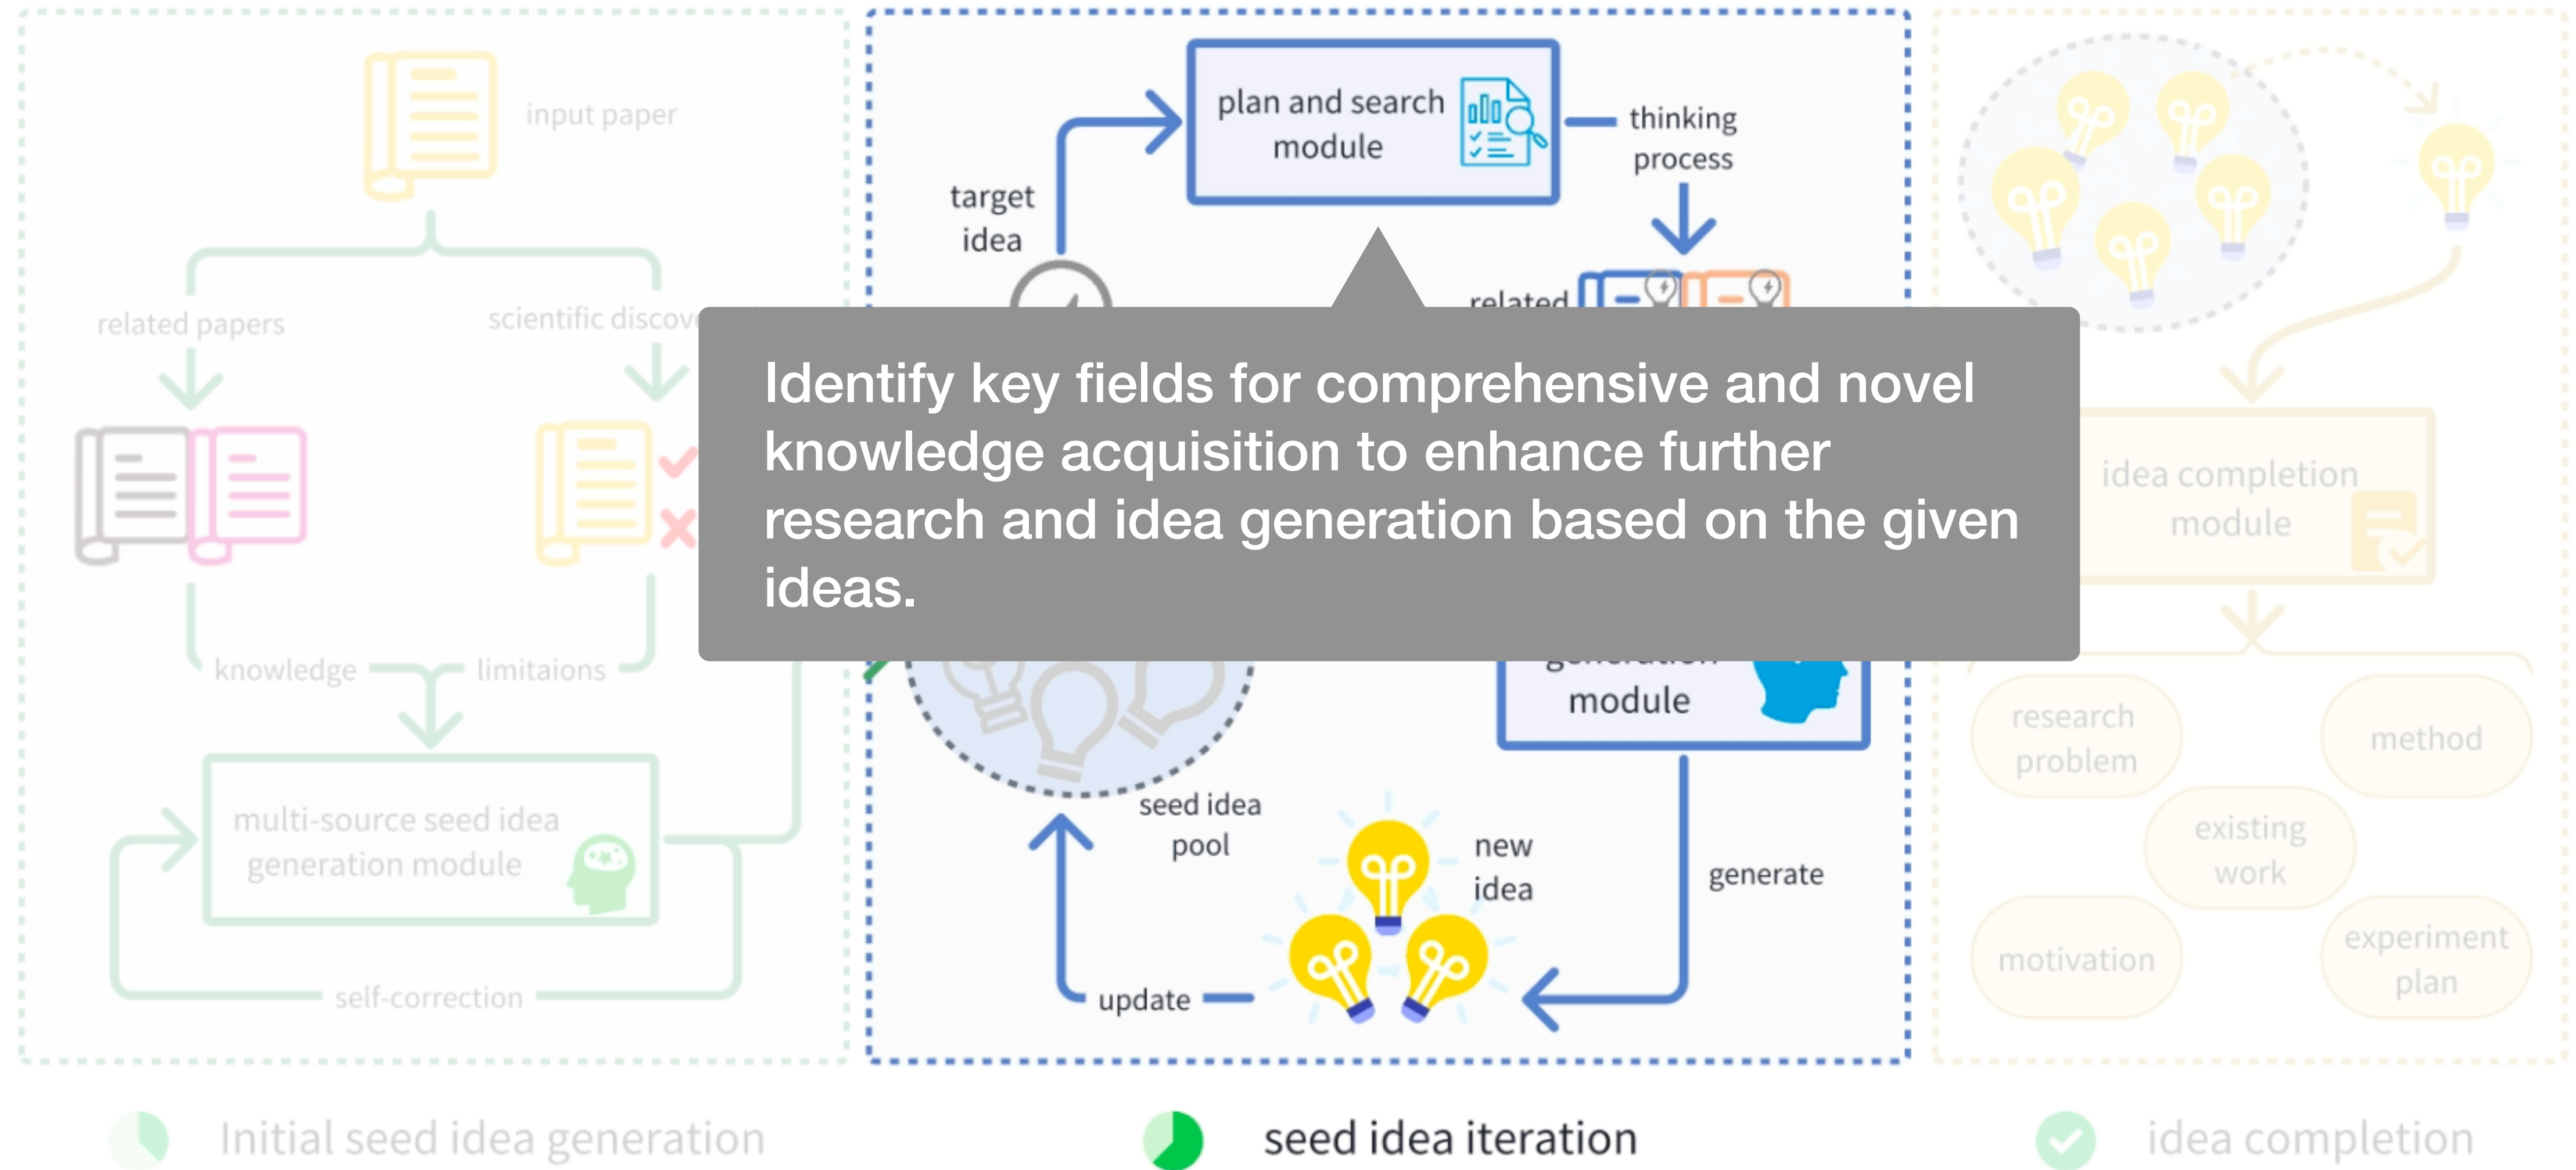 input paper
related papers
scientific
knowledge
limitaions
multi-source seed idea
generation module
self-correction
Initial seed idea generation
plan and search
module
thinking
process
target
idea
related
Identify key fields for comprehensive and novel
knowledge acquisition to enhance further
research and idea generation based on the given
ideas.
generation
module
seed idea
pool
new
idea
generate
update
seed idea iteration
idea completion
module
research
problem
method
existing
work
motivation
experiment
plan
idea completion